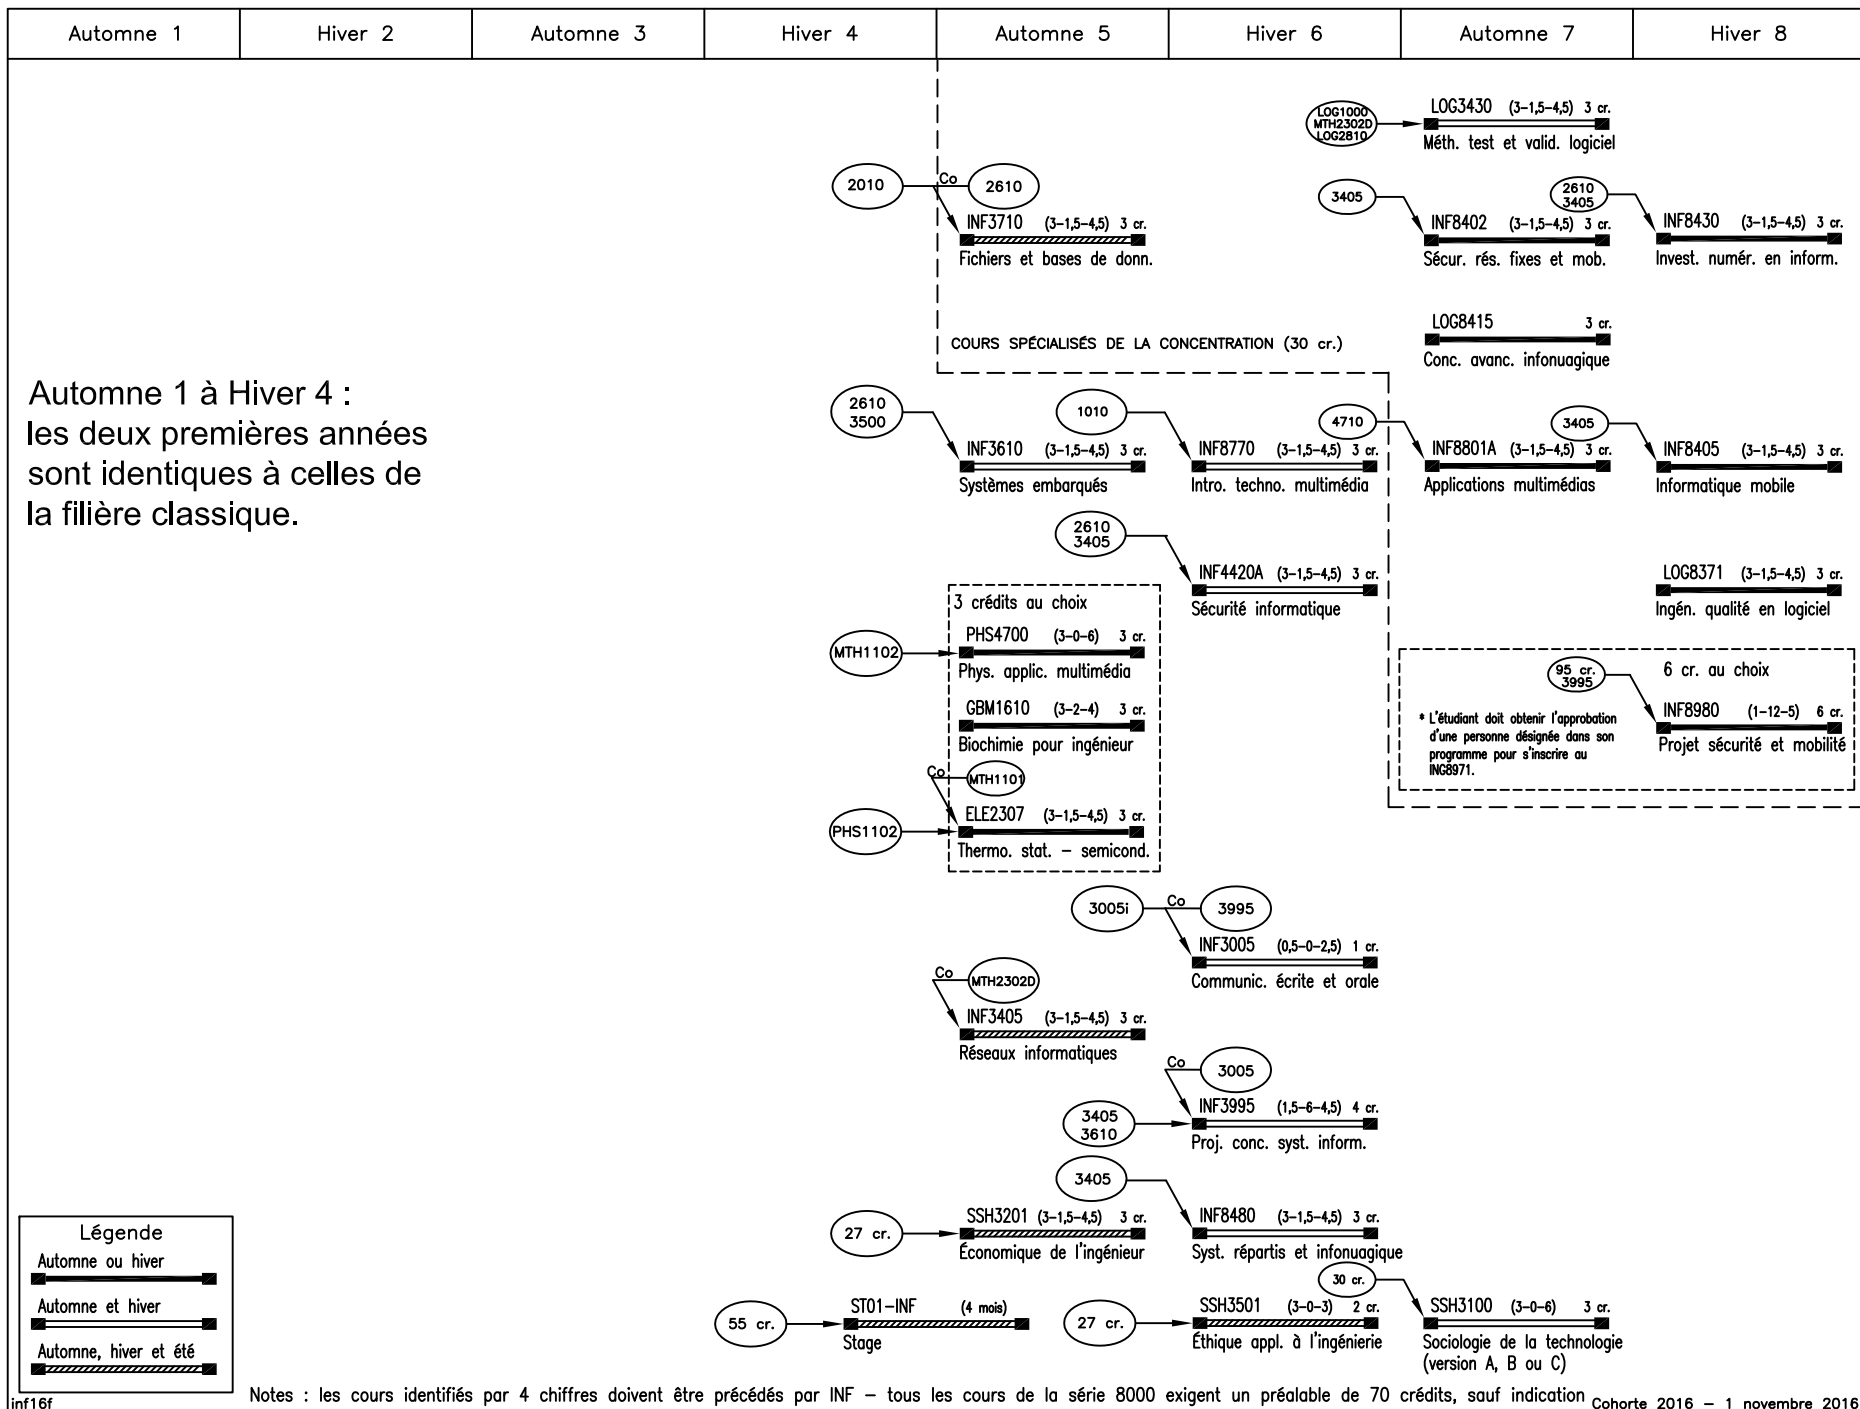 Automne 1
Hiver 2
Automne 3
Hiver 4
Automne 5
Hiver 6
Automne 7
Hiver 8
LOG1000
MTH2302D
LOG2810
LOG3430 (3-1,5-4,5) 3 cr.
Méth. test et valid. logiciel
2010
Co
2610
INF3710 (3-1,5-4,5) 3 cr.
Fichiers et bases de donn.
3405
INF8402 (3-1,5-4,5) 3 cr.
Sécur. rés. fixes et mob.
2610
3405
INF8430 (3-1,5-4,5) 3 cr.
Invest. numér. en inform.
LOG8415 3 cr.
Conc. avanc. infonuagique
COURS SPÉCIALISÉS DE LA CONCENTRATION (30 cr.)
Automne 1 à Hiver 4 :
les deux premières années
sont identiques à celles de
la filière classique.
2610
3500
INF3610 (3-1,5-4,5) 3 cr.
Systèmes embarqués
1010
INF8770 (3-1,5-4,5) 3 cr.
Intro. techno. multimédia
4710
INF8801A (3-1,5-4,5) 3 cr.
Applications multimédias
3405
INF8405 (3-1,5-4,5) 3 cr.
Informatique mobile
2610
3405
INF4420A (3-1,5-4,5) 3 cr.
Sécurité informatique
LOG8371 (3-1,5-4,5) 3 cr.
Ingén. qualité en logiciel
3 crédits au choix
MTH1102
PHS4700 (3-0-6) 3 cr.
Phys. applic. multimédia
GBM1610 (3-2-4) 3 cr.
Biochimie pour ingénieur
Co
MTH1101
PHS1102
ELE2307 (3-1,5-4,5) 3 cr.
Thermo. stat. - semicond.
95 cr.
3995
6 cr. au choix
INF8980 (1-12-5) 6 cr.
Projet sécurité et mobilité
* L'étudiant doit obtenir l'approbation
d'une personne désignée dans son
programme pour s'inscrire au
ING8971.
3005i
Co
3995
INF3005 (0,5-0-2,5) 1 cr.
Communic. écrite et orale
Co
MTH2302D
INF3405 (3-1,5-4,5) 3 cr.
Réseaux informatiques
Co
3005
3405
3610
INF3995 (1,5-6-4,5) 4 cr.
Proj. conc. syst. inform.
3405
INF8480 (3-1,5-4,5) 3 cr.
Syst. répartis et infonuagique
27 cr.
SSH3201 (3-1,5-4,5) 3 cr.
Économique de l'ingénieur
55 cr.
ST01-INF (4 mois)
Stage
27 cr.
SSH3501 (3-0-3) 2 cr.
Éthique appl. à l'ingénierie
30 cr.
SSH3100 (3-0-6) 3 cr.
Sociologie de la technologie
(version A, B ou C)
Légende
Automne ou hiver
Automne et hiver
Automne, hiver et été
inf16f
Notes : les cours identifiés par 4 chiffres doivent être précédés par INF - tous les cours de la série 8000 exigent un préalable de 70 crédits, sauf indication
Cohorte 2016 - 1 novembre 2016